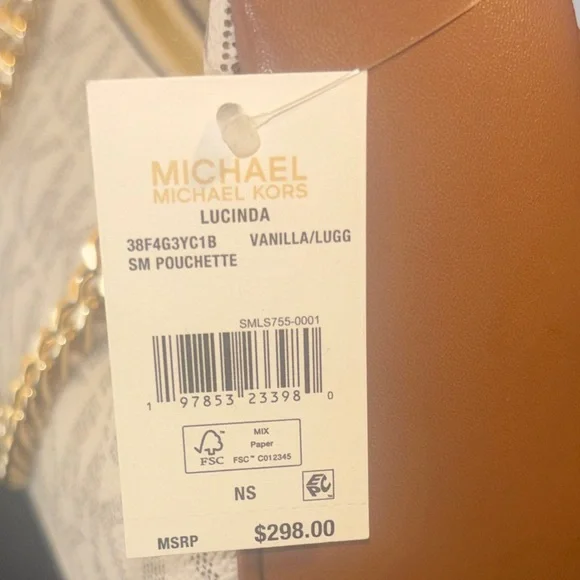 MICHAEL
MICHAEL KORS
LUCINDA
38F4G3YC1B VANILLA/LUGG
SM POUCHETTE
SMLS755-0001
1 97853 23398 0
FSC
MIX
Paper
FSC™ C012345
NS
EPC
MSRP $298.00